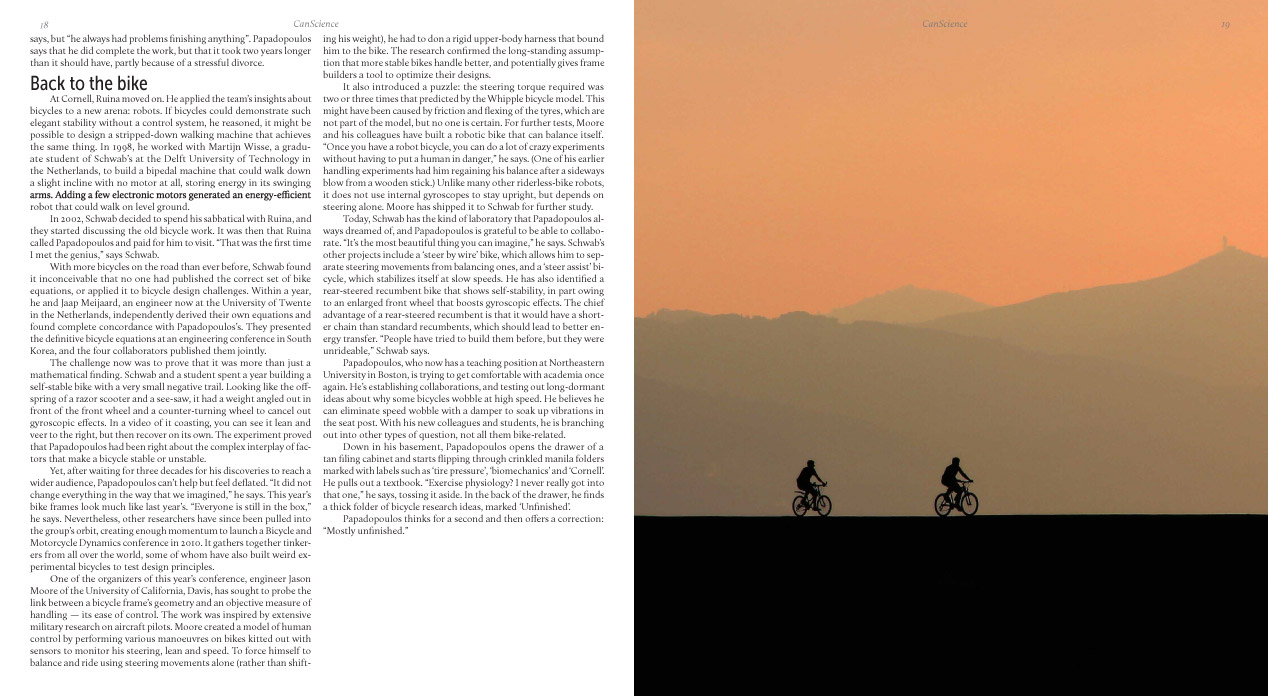 18
CanScience
says, but “he always had problems finishing anything”. Papadopoulos
says that he did complete the work, but that it took two years longer
than it should have, partly because of a stressful divorce.
Back to the bike
At Cornell, Ruina moved on. He applied the team's insights about
bicycles to a new arena: robots. If bicycles could demonstrate such
elegant stability without a control system, he reasoned, it might be
possible to design a stripped-down walking machine that achieves
the same thing. In 1998, he worked with Martijn Wisse, a gradu-
ate student of Schwab's at the Delft University of Technology in
the Netherlands, to build a bipedal machine that could walk down
a slight incline with no motor at all, storing energy in its swinging
arms. Adding a few electronic motors generated an energy-efficient
robot that could walk on level ground.
In 2002, Schwab decided to spend his sabbatical with Ruina, and
they started discussing the old bicycle work. It was then that Ruina
called Papadopoulos and paid for him to visit. “That was the first time
I met the genius,” says Schwab.
With more bicycles on the road than ever before, Schwab found
it inconceivable that no one had published the correct set of bike
equations, or applied it to bicycle design challenges. Within a year,
he and Jaap Meijaard, an engineer now at the University of Twente
in the Netherlands, independently derived their own equations and
found complete concordance with Papadopoulos's. They presented
the definitive bicycle equations at an engineering conference in South
Korea, and the four collaborators published them jointly.
The challenge now was to prove that it was more than just a
mathematical finding. Schwab and a student spent a year building a
self-stable bike with a very small negative trail. Looking like the off-
spring of a razor scooter and a see-saw, it had a weight angled out in
front of the front wheel and a counter-turning wheel to cancel out
gyroscopic effects. In a video of it coasting, you can see it lean and
veer to the right, but then recover on its own. The experiment proved
that Papadopoulos had been right about the complex interplay of fac-
tors that make a bicycle stable or unstable.
Yet, after waiting for three decades for his discoveries to reach a
wider audience, Papadopoulos can't help but feel deflated. “It did not
change everything in the way that we imagined,” he says. This year's
bike frames look much like last year's. “Everyone is still in the box,”
he says. Nevertheless, other researchers have since been pulled into
the group's orbit, creating enough momentum to launch a Bicycle and
Motorcycle Dynamics conference in 2010. It gathers together tinker-
ers from all over the world, some of whom have also built weird ex-
perimental bicycles to test design principles.
One of the organizers of this year's conference, engineer Jason
Moore of the University of California, Davis, has sought to probe the
link between a bicycle frame's geometry and an objective measure of
handling — its ease of control. The work was inspired by extensive
military research on aircraft pilots. Moore created a model of human
control by performing various manoeuvres on bikes kitted out with
sensors to monitor his steering, lean and speed. To force himself to
balance and ride using steering movements alone (rather than shift-
ing his weight), he had to don a rigid upper-body harness that bound
him to the bike. The research confirmed the long-standing assump-
tion that more stable bikes handle better, and potentially gives frame
builders a tool to optimize their designs.
It also introduced a puzzle: the steering torque required was
two or three times that predicted by the Whipple bicycle model. This
might have been caused by friction and flexing of the tyres, which are
not part of the model, but no one is certain. For further tests, Moore
and his colleagues have built a robotic bike that can balance itself.
“Once you have a robot bicycle, you can do a lot of crazy experiments
without having to put a human in danger,” he says. (One of his earlier
handling experiments had him regaining his balance after a sideways
blow from a wooden stick.) Unlike many other riderless-bike robots,
it does not use internal gyroscopes to stay upright, but depends on
steering alone. Moore has shipped it to Schwab for further study.
Today, Schwab has the kind of laboratory that Papadopoulos al-
ways dreamed of, and Papadopoulos is grateful to be able to collabo-
rate. “It's the most beautiful thing you can imagine,” he says. Schwab's
other projects include a ‘steer by wire’ bike, which allows him to sep-
arate steering movements from balancing ones, and a ‘steer assist’ bi-
cycle, which stabilizes itself at slow speeds. He has also identified a
rear-steered recumbent bike that shows self-stability, in part owing
to an enlarged front wheel that boosts gyroscopic effects. The chief
advantage of a rear-steered recumbent is that it would have a short-
er chain than standard recumbents, which should lead to better en-
ergy transfer. “People have tried to build them before, but they were
unrideable,” Schwab says.
Papadopoulos, who now has a teaching position at Northeastern
University in Boston, is trying to get comfortable with academia once
again. He's establishing collaborations, and testing out long-dormant
ideas about why some bicycles wobble at high speed. He believes he
can eliminate speed wobble with a damper to soak up vibrations in
the seat post. With his new colleagues and students, he is branching
out into other types of question, not all them bike-related.
Down in his basement, Papadopoulos opens the drawer of a
tan filing cabinet and starts flipping through crinkled manila folders
marked with labels such as ‘tire pressure’, ‘biomechanics’ and ‘Cornell’.
He pulls out a textbook. “Exercise physiology? I never really got into
that one,” he says, tossing it aside. In the back of the drawer, he finds
a thick folder of bicycle research ideas, marked ‘Unfinished’.
Papadopoulos thinks for a second and then offers a correction:
“Mostly unfinished.”
CanScience
19